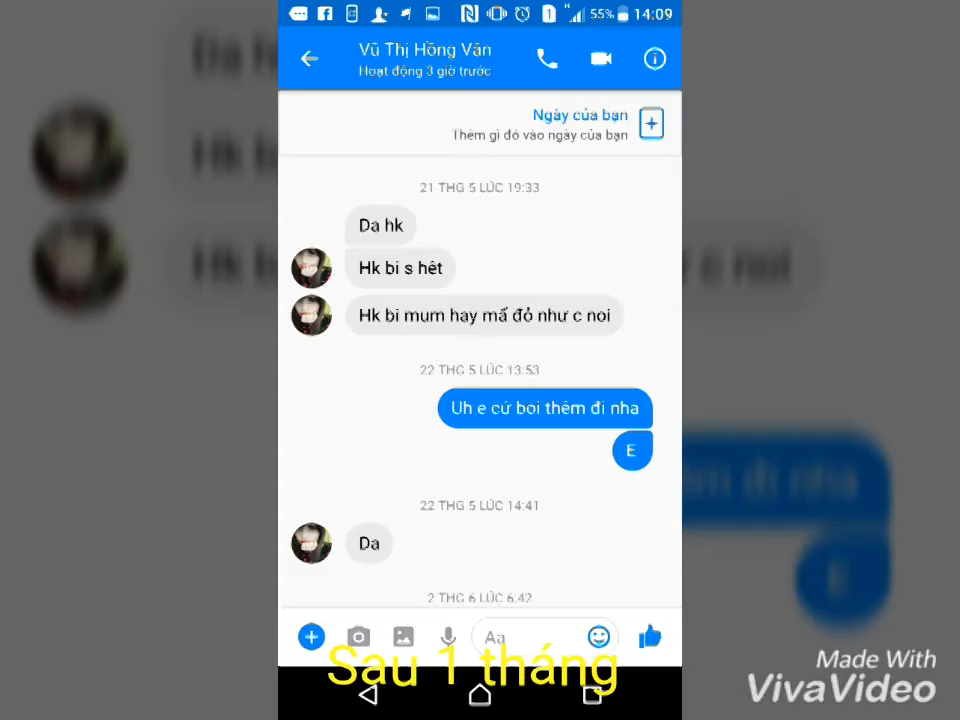 55% 14:09
Vũ Thị Hồng Vân
Hoạt động 3 giờ trước
Ngày của bạn
Thêm gì đó vào ngày của bạn
21 THG 5 LÚC 19:33
Da hk
Hk bi s hêt
Hk bi mum hay mẩ đỏ như c noi
22 THG 5 LÚC 13:53
Uh e cứ boi thêm đi nha
E
22 THG 5 LÚC 14:41
Da
2 THG 6 LÚC 6:42
Aa
Sau 1 tháng
Made With
VivaVideo